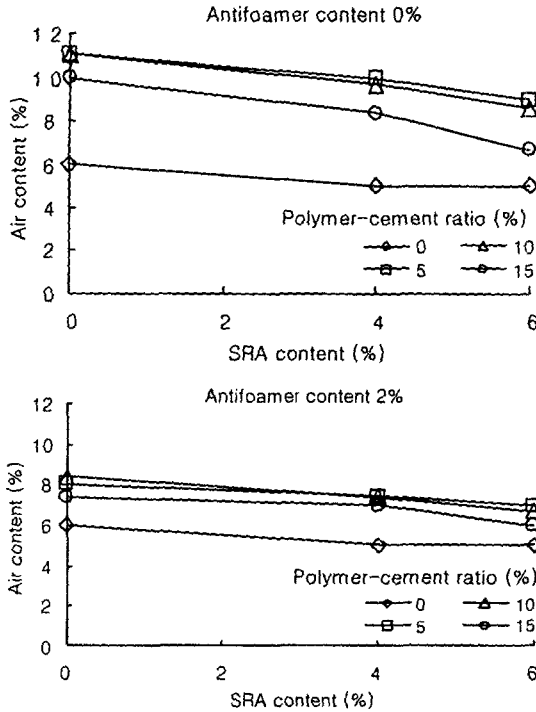 Antifoamer content 0%
Air content (%)
12
10
8
6
4
2
0
Polymer-cement ratio (%)
0 10
5 15
0 2 4 6
SRA content (%)
Antifoamer content 2%
Air content (%)
12
10
8
6
4
2
0
Polymer-cement ratio (%)
0 10
5 15
0 2 4 6
SRA content (%)